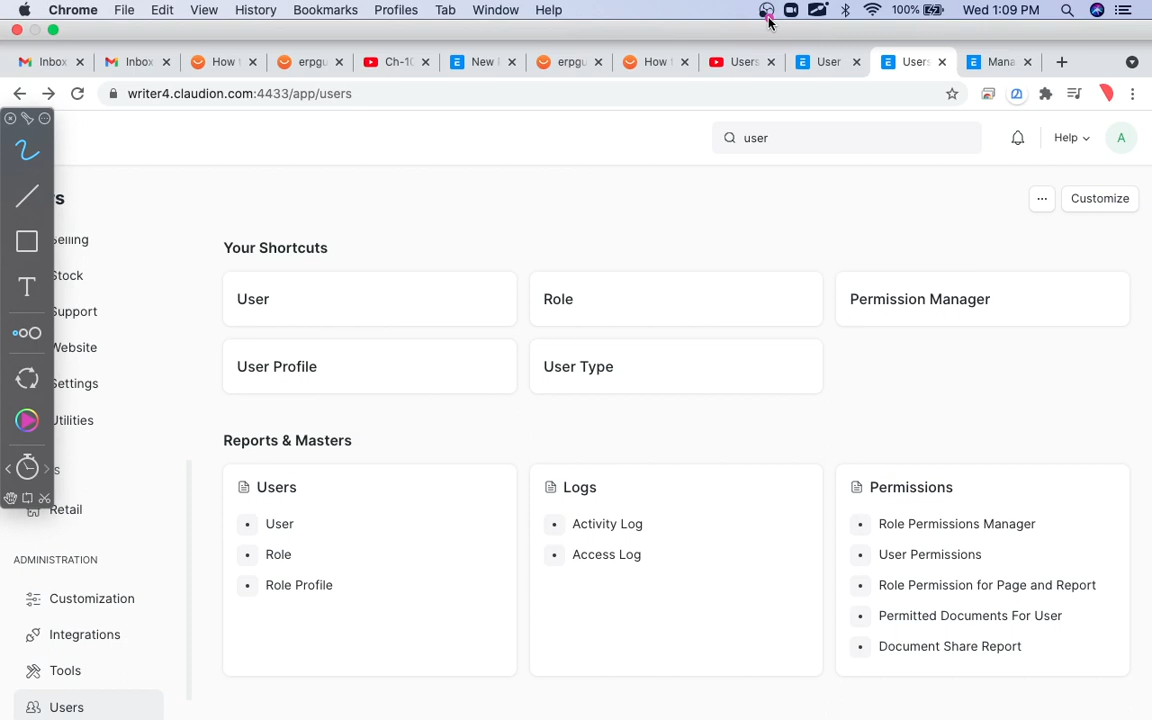 Chrome File Edit View History Bookmarks Profiles Tab Window Help 100% Wed 1:09 PM
Inbox Inbox How erpgu Ch-10 New erpgu How Users User Users Mana
writer4.claudion.com:4433/app/users
user Help A
rs Customize
Selling
Stock
Support
Website
Settings
Utilities
s
Retail
ADMINISTRATION
Customization
Integrations
Tools
Users
Your Shortcuts
User Role Permission Manager
User Profile User Type
Reports & Masters
Users
User
Role
Role Profile
Logs
Activity Log
Access Log
Permissions
Role Permissions Manager
User Permissions
Role Permission for Page and Report
Permitted Documents For User
Document Share Report
T